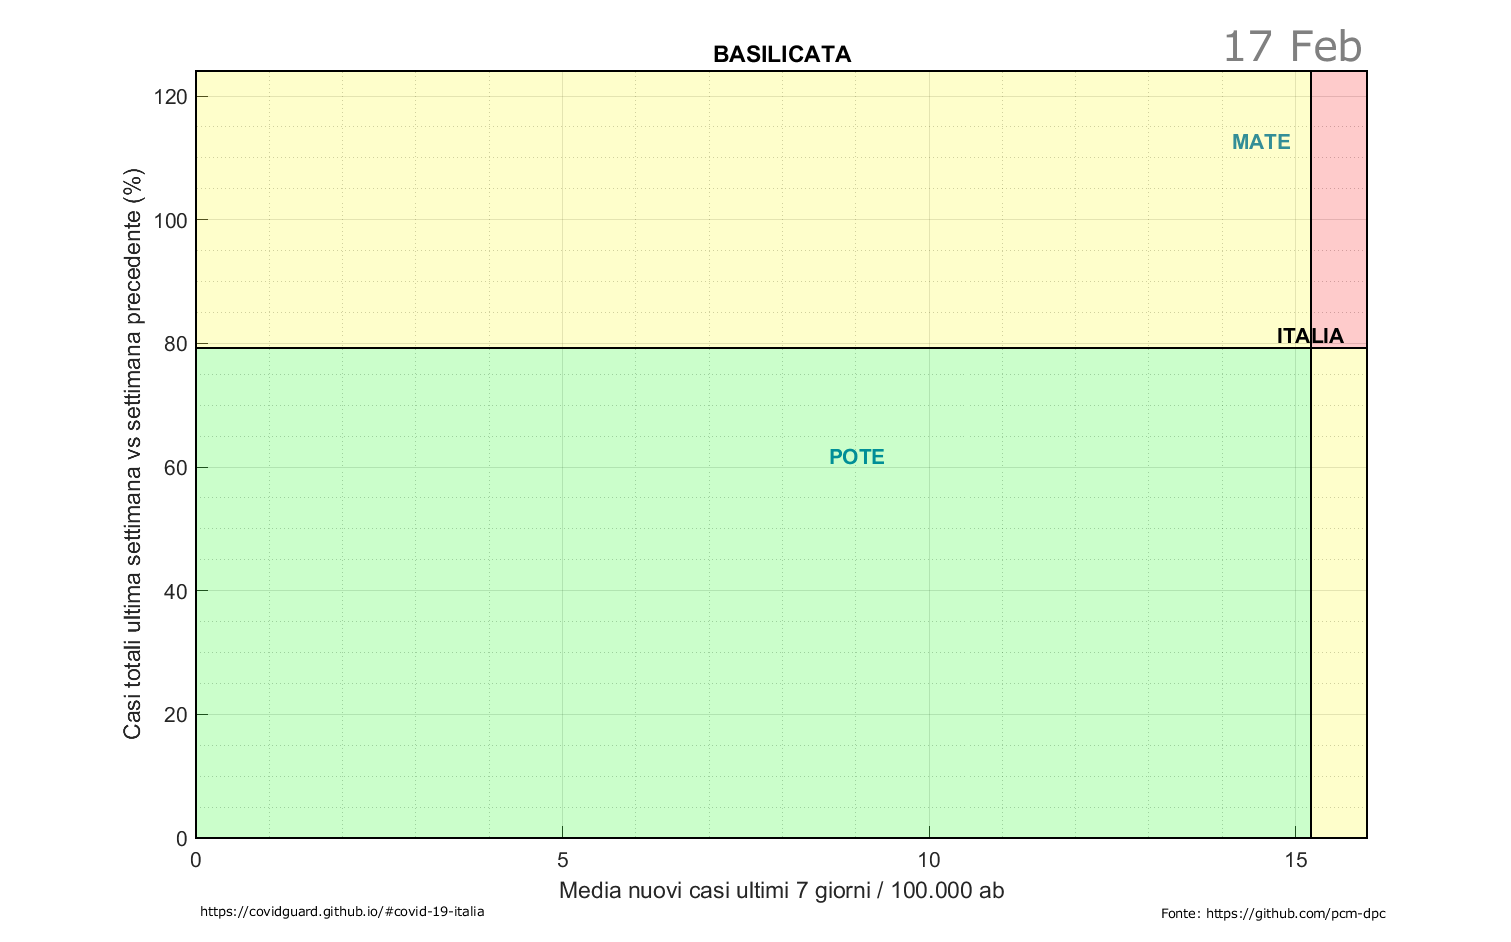 17 Feb
BASILICATA
120
100
80
60
40
20
0
Casi totali ultima settimana vs settimana precedente (%)
MATE
ITALIA
POTE
0 5 10 15
Media nuovi casi ultimi 7 giorni / 100.000 ab
https://covidguard.github.io/#covid-19-italia
Fonte: https://github.com/pcm-dpc